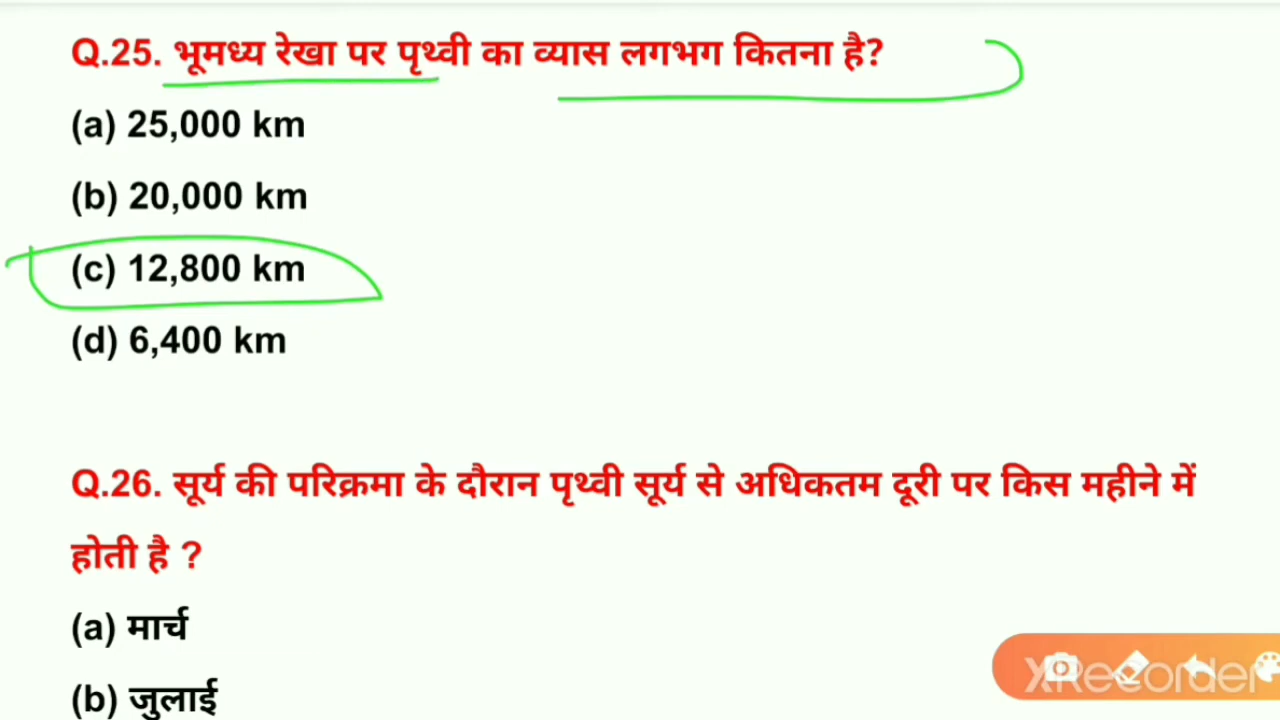 Q.25. भूमध्य रेखा पर पृथ्वी का व्यास लगभग कितना है?
(a) 25,000 km
(b) 20,000 km
(c) 12,800 km
(d) 6,400 km
Q.26. सूर्य की परिक्रमा के दौरान पृथ्वी सूर्य से अधिकतम दूरी पर किस महीने में
होती है ?
(a) मार्च
(b) जुलाई
XRecorder